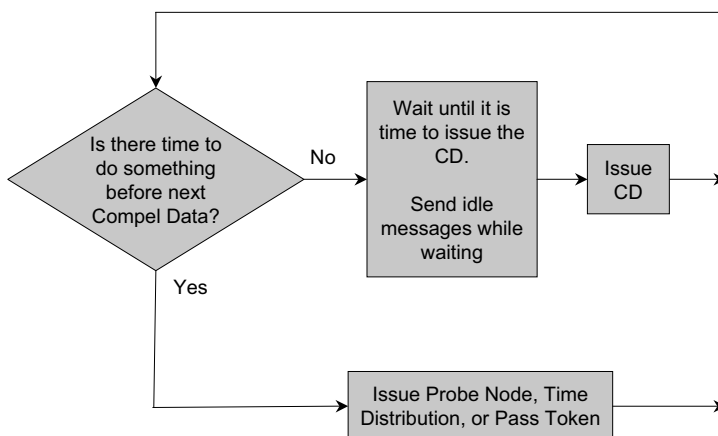 Is there time to
do something
before next
Compel Data?
No
Wait until it is
time to issue the
CD.
Send idle
messages while
waiting
Issue
CD
Yes
Issue Probe Node, Time
Distribution, or Pass Token